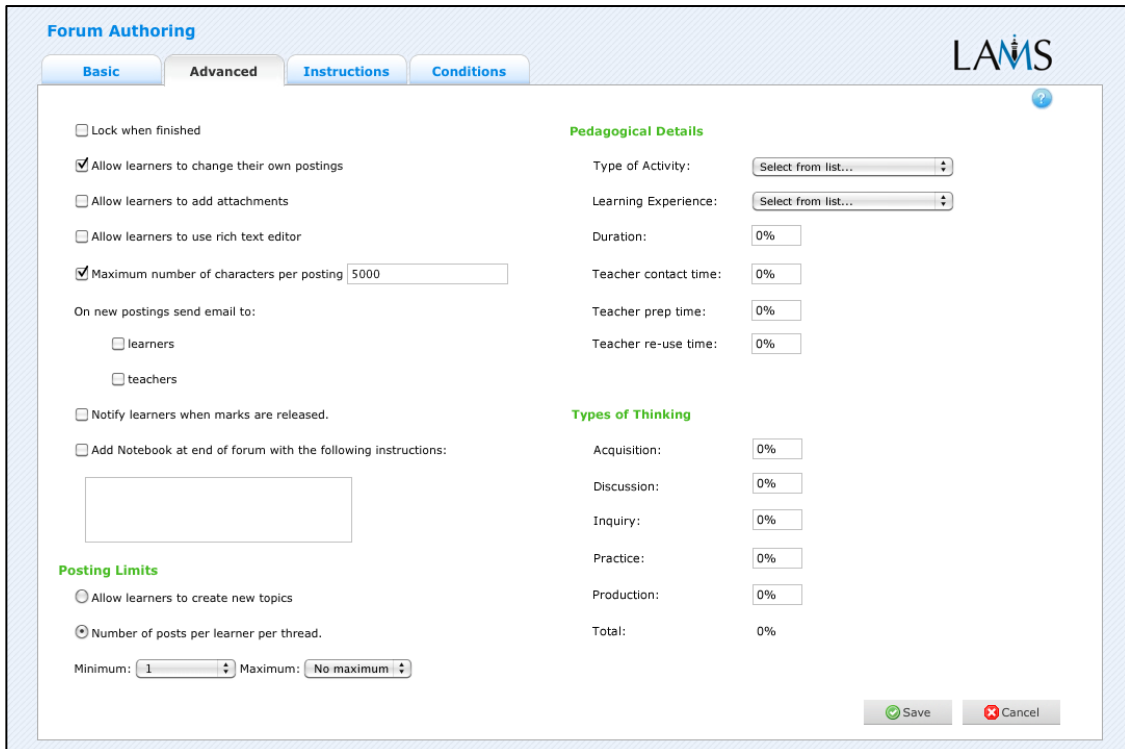 Forum Authoring
LAMS
Basic
Advanced
Instructions
Conditions
?
Lock when finished
Allow learners to change their own postings
Allow learners to add attachments
Allow learners to use rich text editor
Maximum number of characters per posting 5000
On new postings send email to:
learners
teachers
Notify learners when marks are released.
Add Notebook at end of forum with the following instructions:
Posting Limits
Allow learners to create new topics
Number of posts per learner per thread.
Minimum: 1 Maximum: No maximum
Pedagogical Details
Type of Activity: Select from list...
Learning Experience: Select from list...
Duration: 0%
Teacher contact time: 0%
Teacher prep time: 0%
Teacher re-use time: 0%
Types of Thinking
Acquisition: 0%
Discussion: 0%
Inquiry: 0%
Practice: 0%
Production: 0%
Total: 0%
Save
Cancel